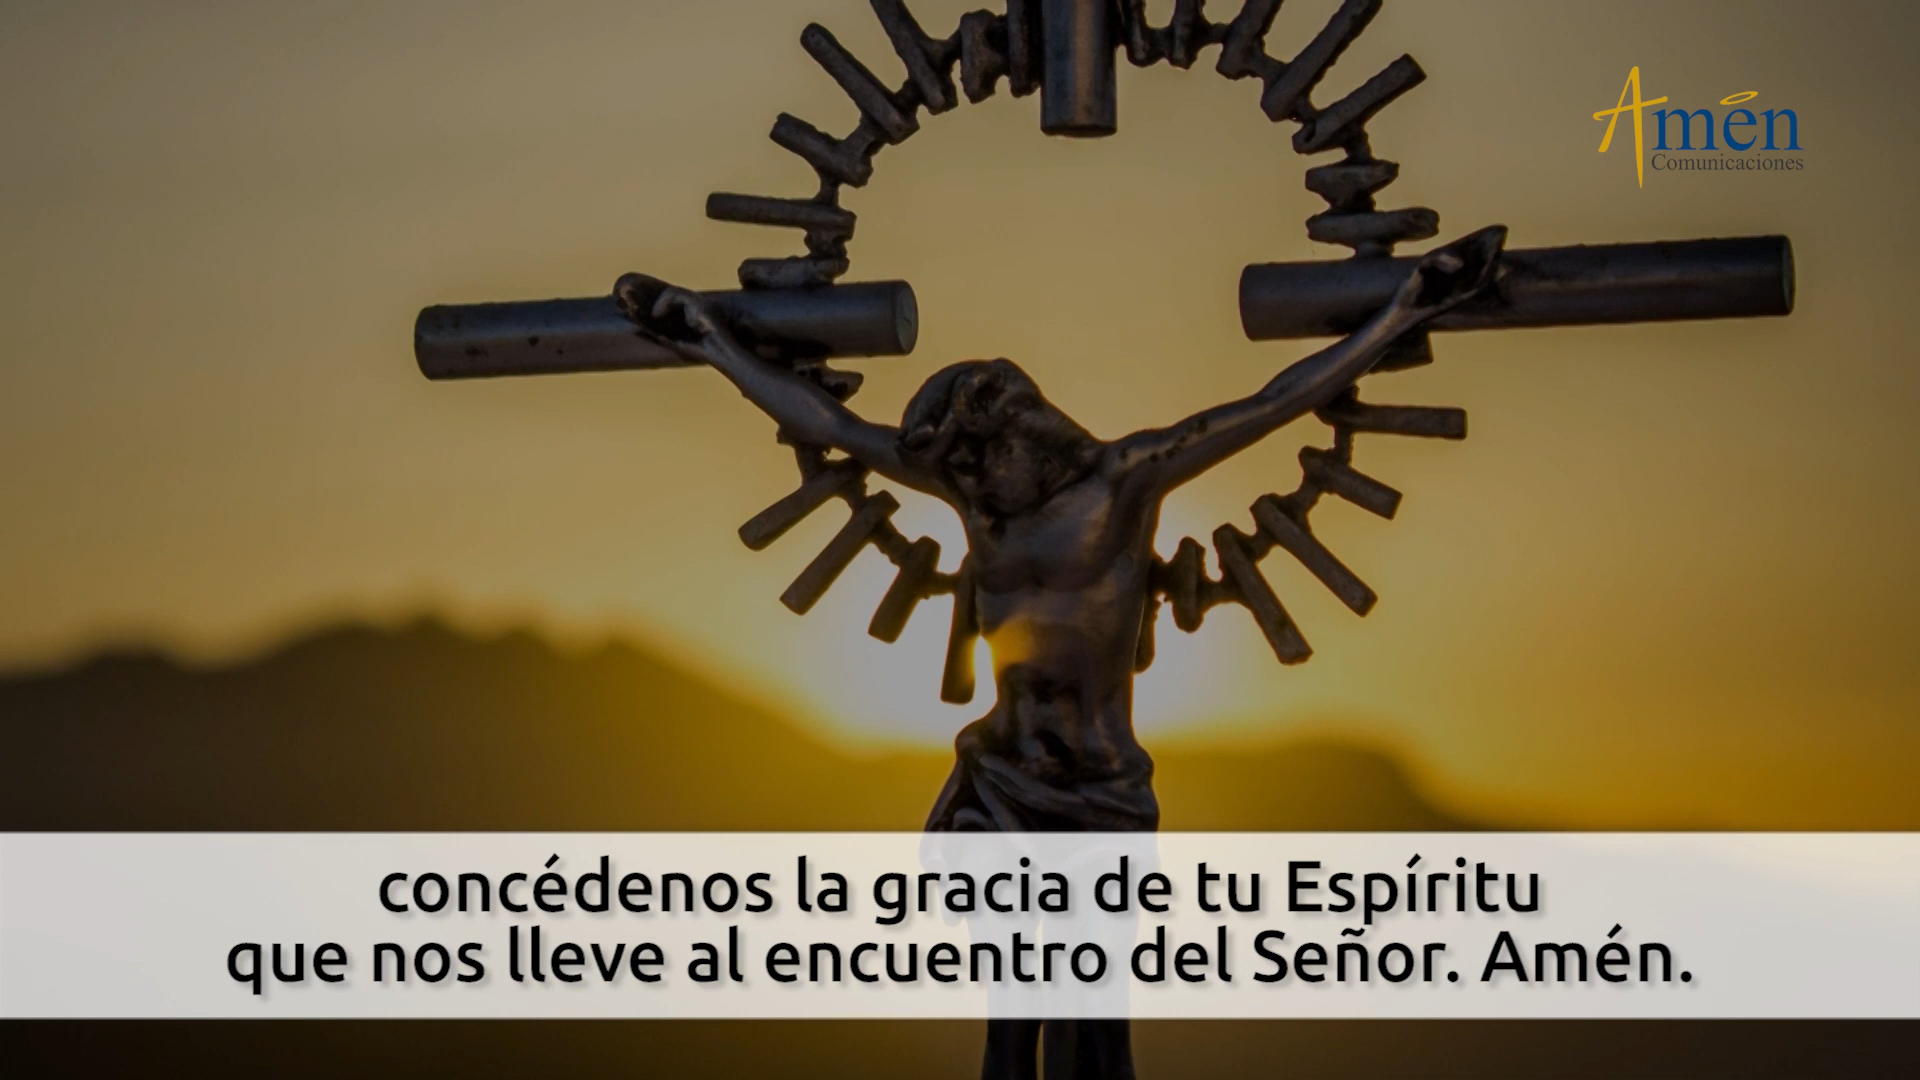 Amén
Comunicaciones
concédenos la gracia de tu Espíritu
que nos lleve al encuentro del Señor. Amén.